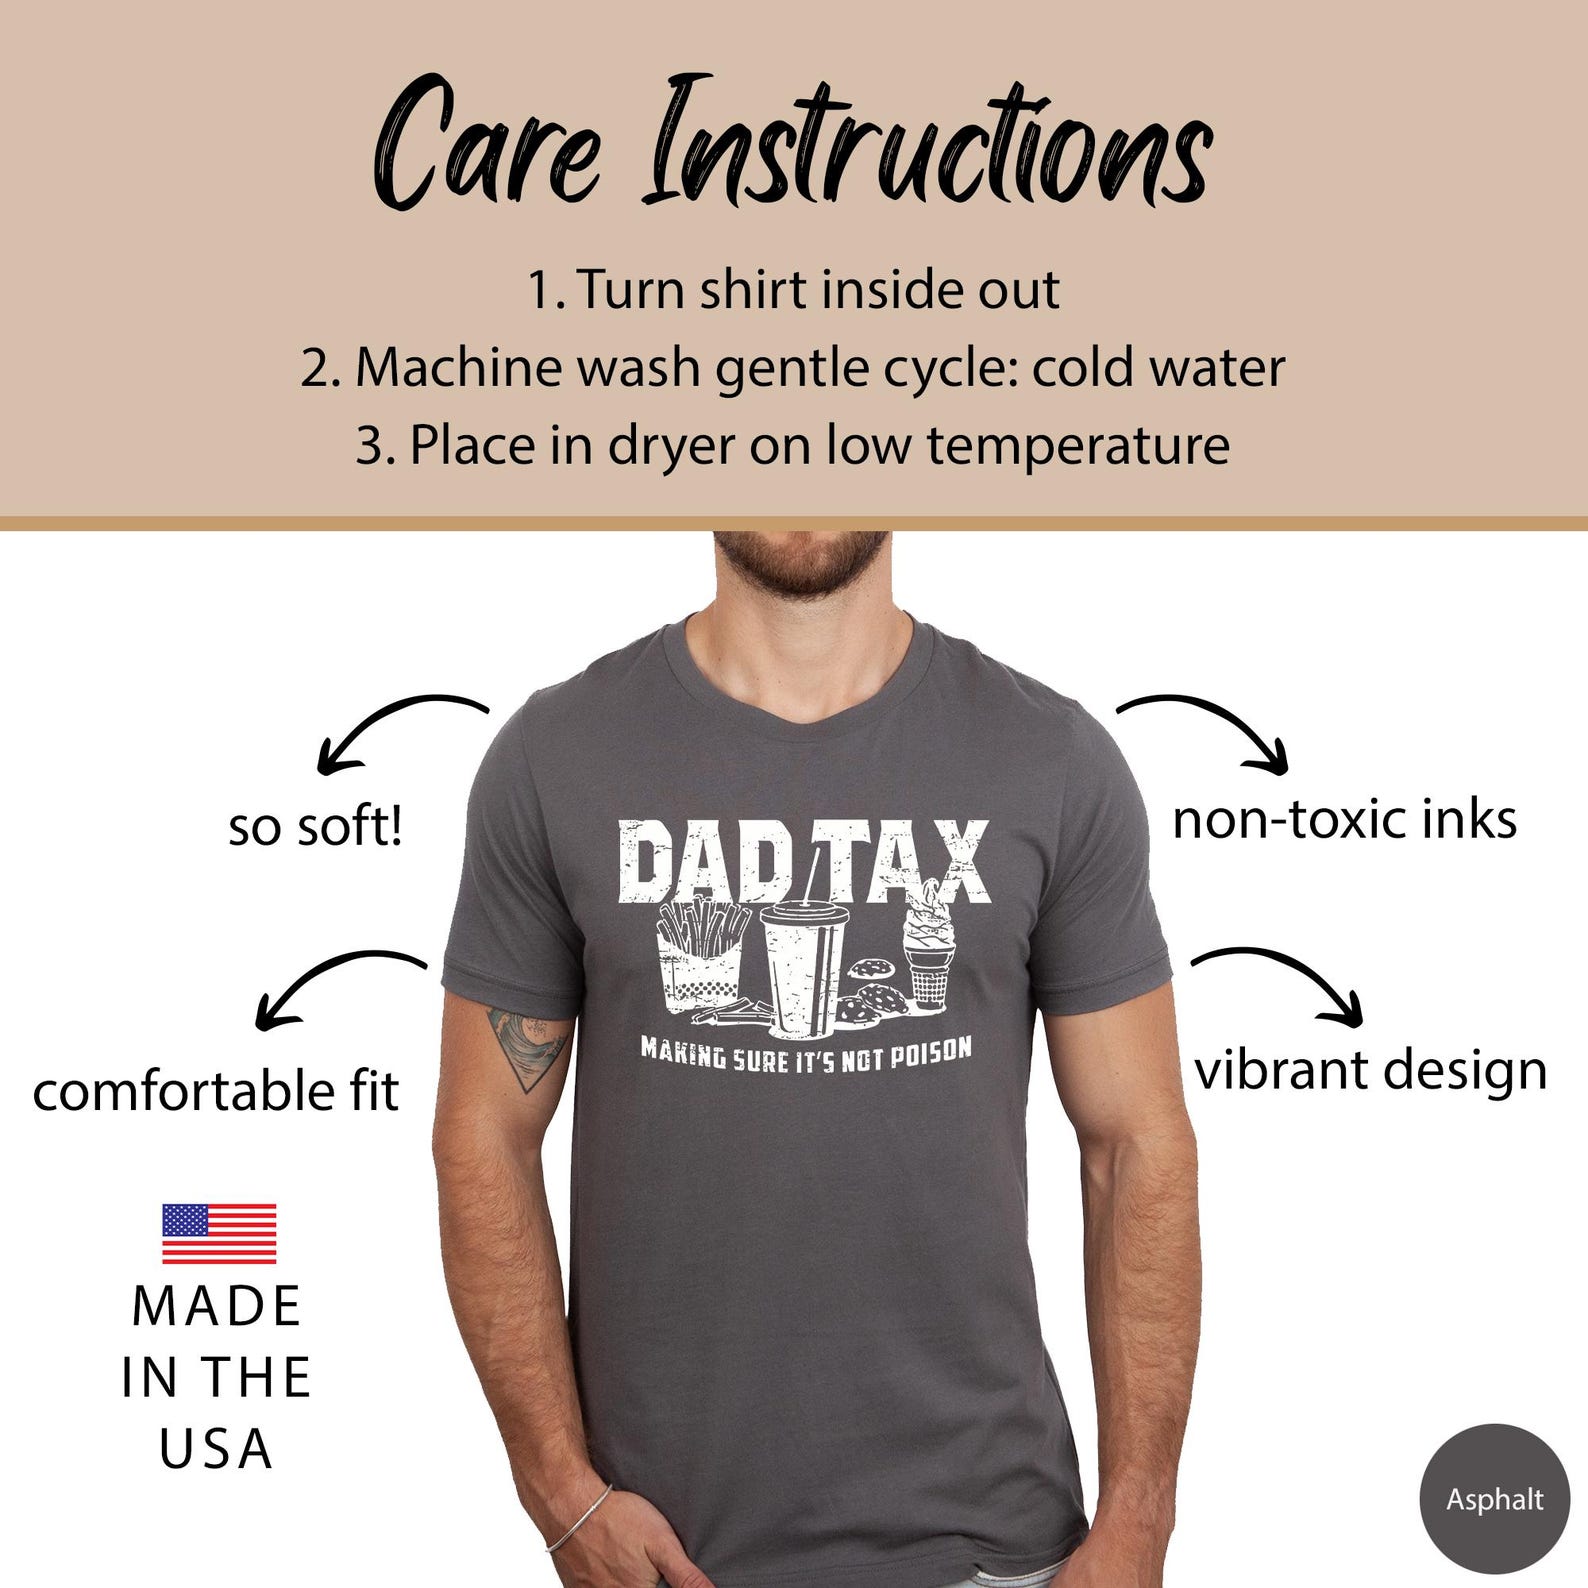 Care Instructions
1. Turn shirt inside out
2. Machine wash gentle cycle: cold water
3. Place in dryer on low temperature
so soft!
non-toxic inks
DAD TAX
MAKING SURE IT'S NOT POISON
comfortable fit
vibrant design
MADE
IN THE
USA
Asphalt